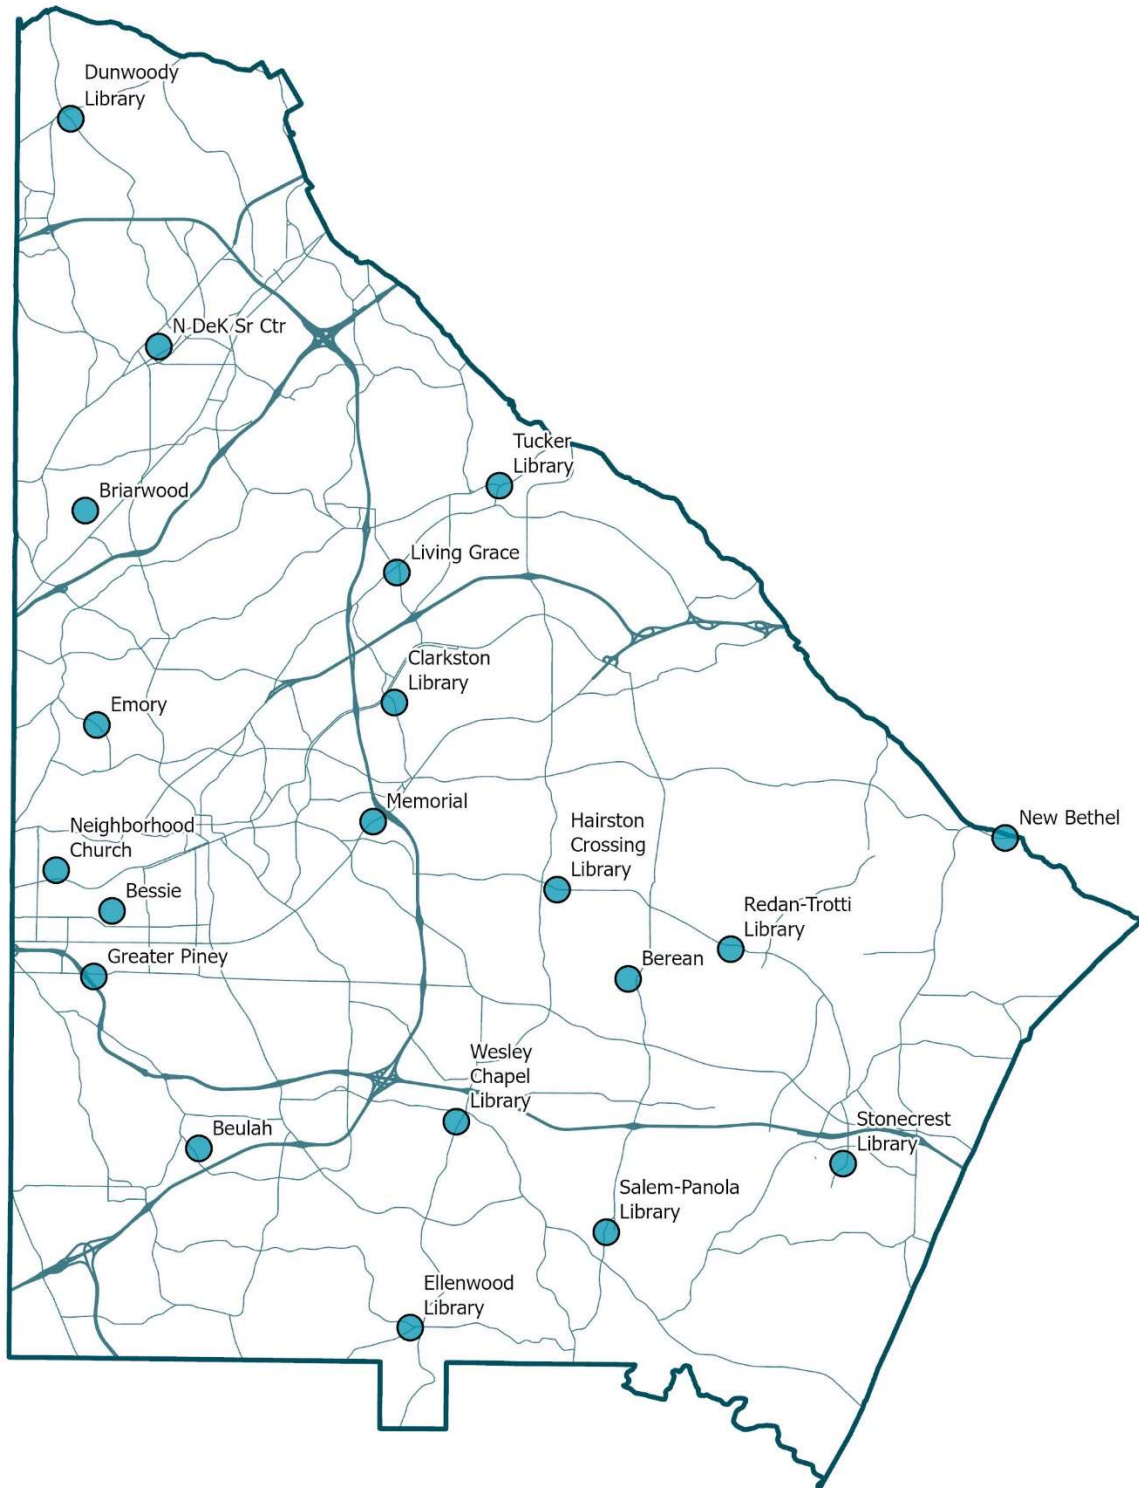 Dunwoody
Library
N DeK Sr Ctr
Tucker
Library
Briarwood
Living Grace
Clarkston
Library
Emory
Memorial
Neighborhood
Church
Hairston
Crossing
Library
New Bethel
Bessie
Redan-Trotti
Library
Greater Piney
Berean
Wesley
Chapel
Library
Beulah
Stonecrest
Library
Salem-Panola
Library
Ellenwood
Library